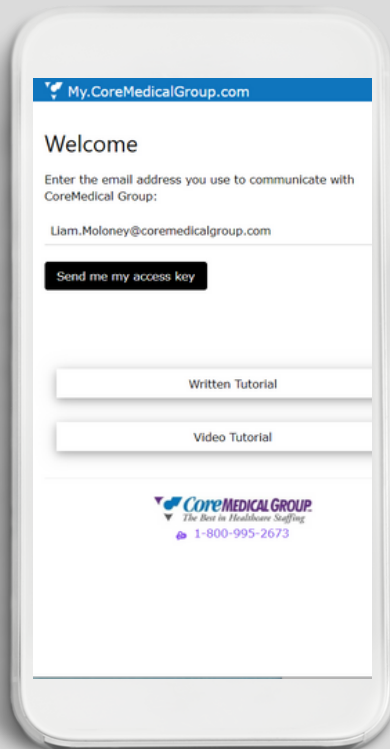 My.CoreMedicalGroup.com
Welcome
Enter the email address you use to communicate with
CoreMedical Group:
Liam.Moloney@coremedicalgroup.com
Send me my access key
Written Tutorial
Video Tutorial
COREMEDICAL GROUP.
The Best in Healthcare Staffing
1-800-995-2673